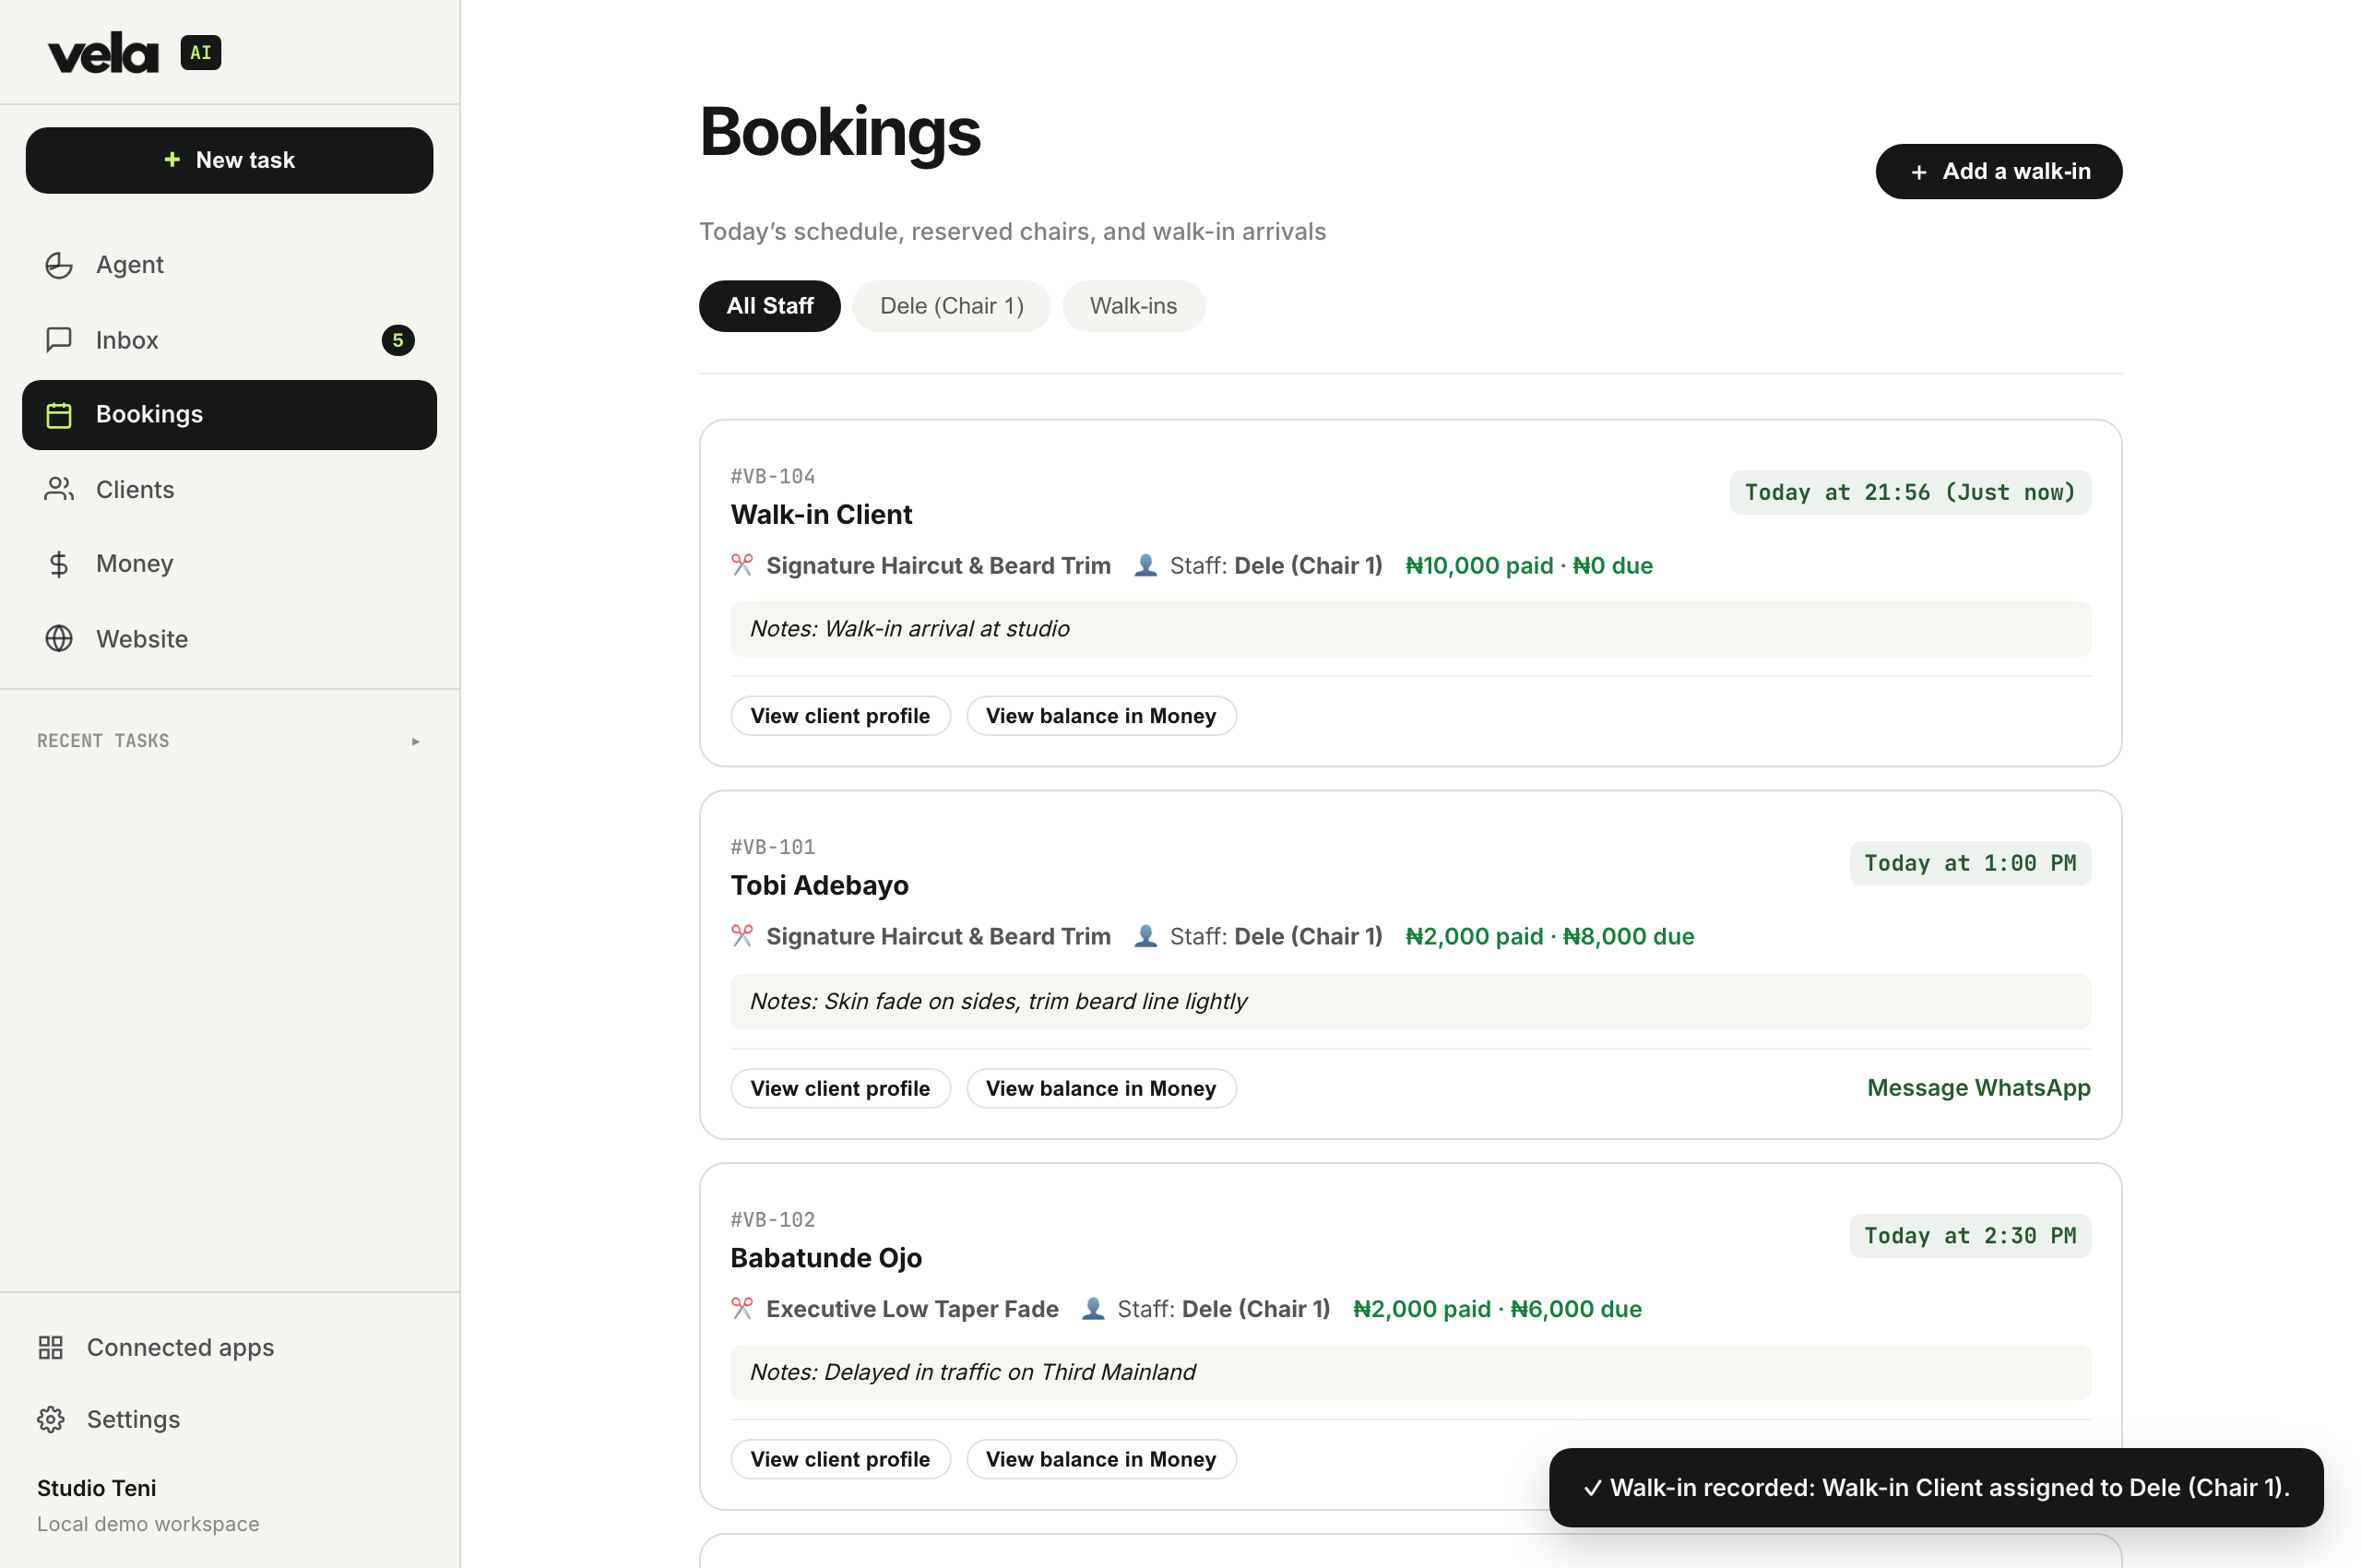 vela AI
+ New task
Agent
Inbox 5
Bookings
Clients
Money
Website
RECENT TASKS
Connected apps
Settings
Studio Teni
Local demo workspace
Bookings
+ Add a walk-in
Today’s schedule, reserved chairs, and walk-in arrivals
All Staff Dele (Chair 1) Walk-ins
#VB-104
Today at 21:56 (Just now)
Walk-in Client
Signature Haircut & Beard Trim Staff: Dele (Chair 1) ₦10,000 paid · ₦0 due
Notes: Walk-in arrival at studio
View client profile View balance in Money
#VB-101
Today at 1:00 PM
Tobi Adebayo
Signature Haircut & Beard Trim Staff: Dele (Chair 1) ₦2,000 paid · ₦8,000 due
Notes: Skin fade on sides, trim beard line lightly
View client profile View balance in Money Message WhatsApp
#VB-102
Today at 2:30 PM
Babatunde Ojo
Executive Low Taper Fade Staff: Dele (Chair 1) ₦2,000 paid · ₦6,000 due
Notes: Delayed in traffic on Third Mainland
View client profile View balance in Money
✓ Walk-in recorded: Walk-in Client assigned to Dele (Chair 1).